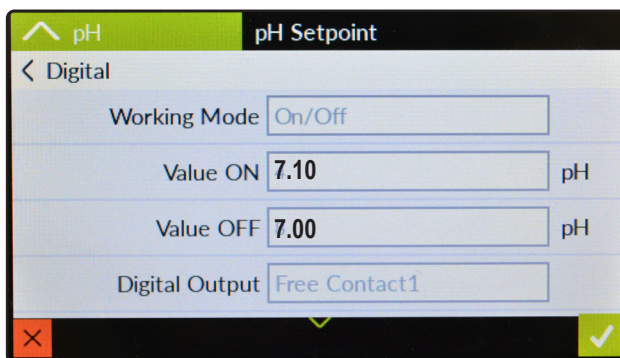 pH pH Setpoint
Digital
Working Mode On/Off
Value ON 7.10 pH
Value OFF 7.00 pH
Digital Output Free Contact1